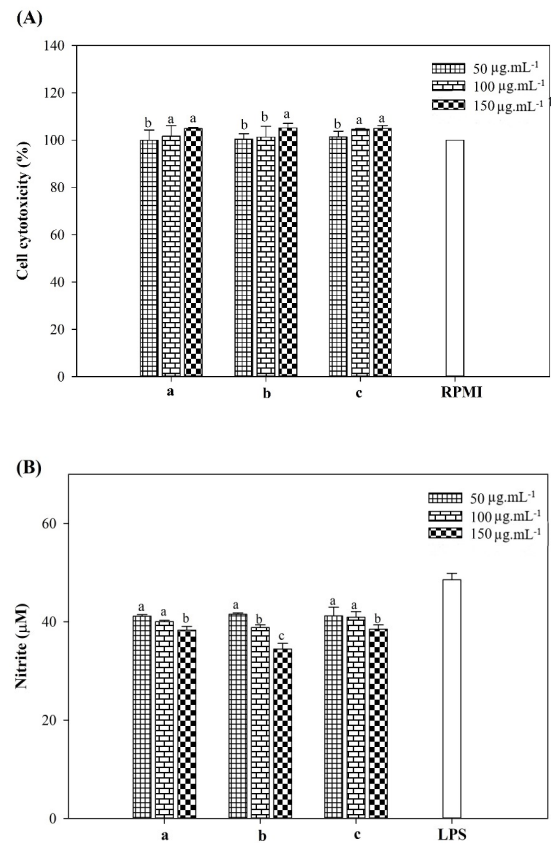 (A)
140
120
100
80
60
40
20
0
Cell cytotoxicity (%)
50 µg.mL⁻¹
100 µg.mL⁻¹
150 µg.mL⁻¹
b a a
b b a
b a a
a b c RPMI
(B)
60
40
20
0
Nitrite (µM)
50 µg.mL⁻¹
100 µg.mL⁻¹
150 µg.mL⁻¹
a a b
a b c
a a b
a b c LPS